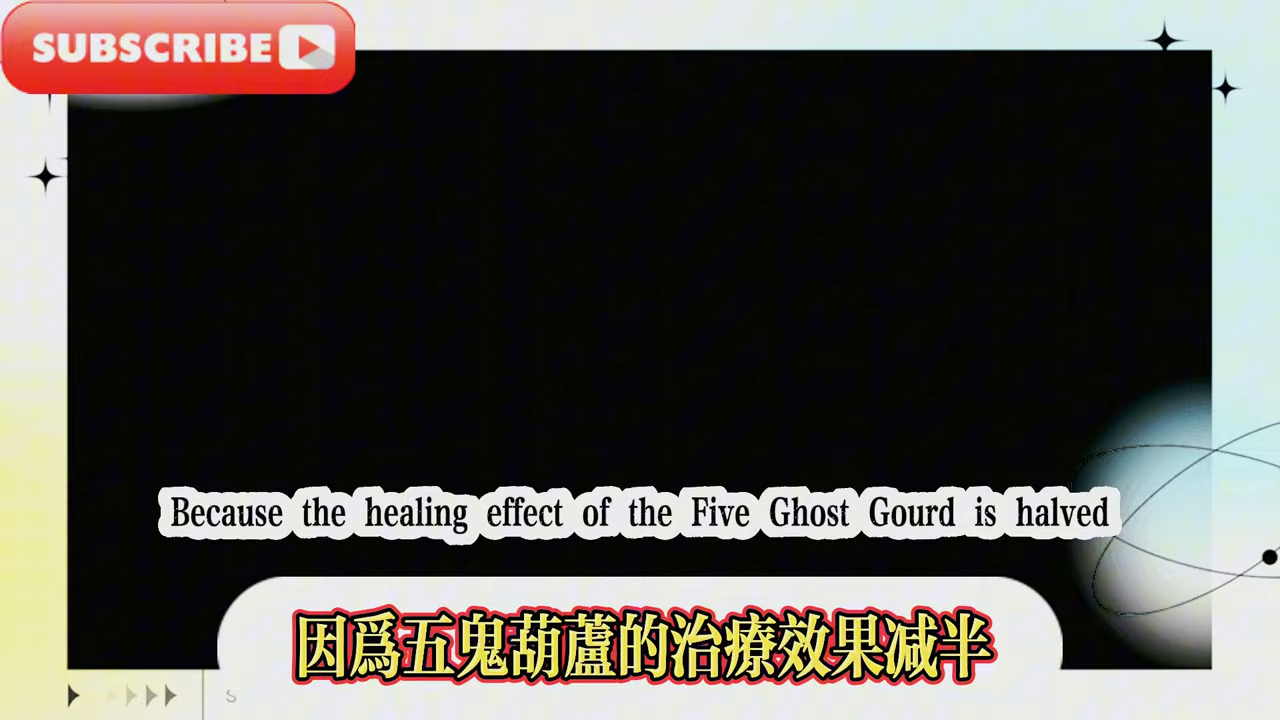 SUBSCRIBE
Because the healing effect of the Five Ghost Gourd is halved
因爲五鬼葫蘆的治療效果减半
S